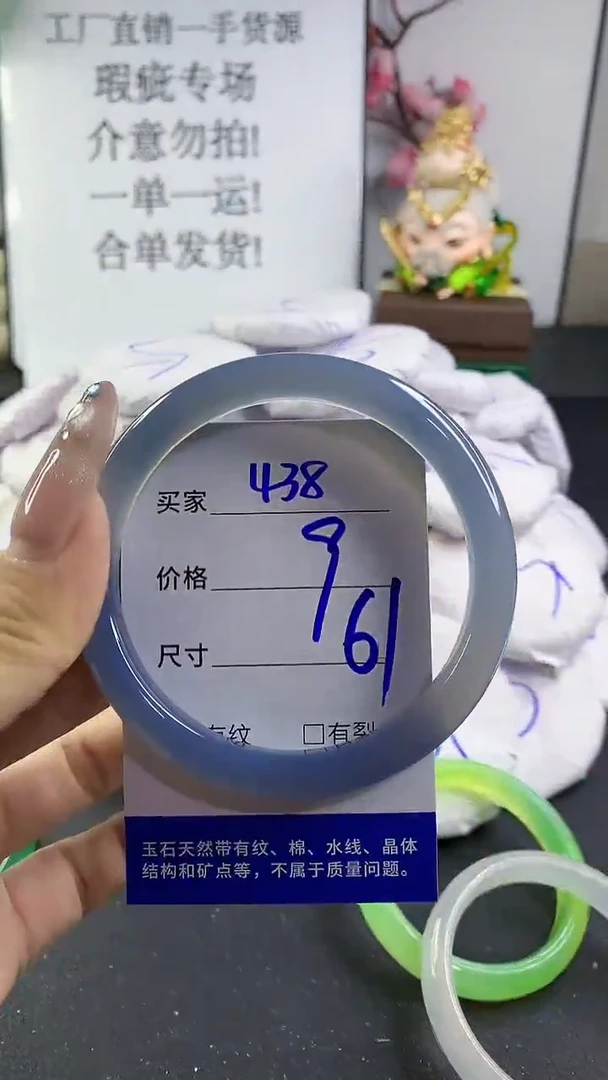 工厂直销一手货源
瑕疵专场
介意勿拍!
一单一运!
合单发货!
买家 438
价格 9
尺寸 61
有纹 □有裂
玉石天然带有纹、棉、水线、晶体
结构和矿点等，不属于质量问题。